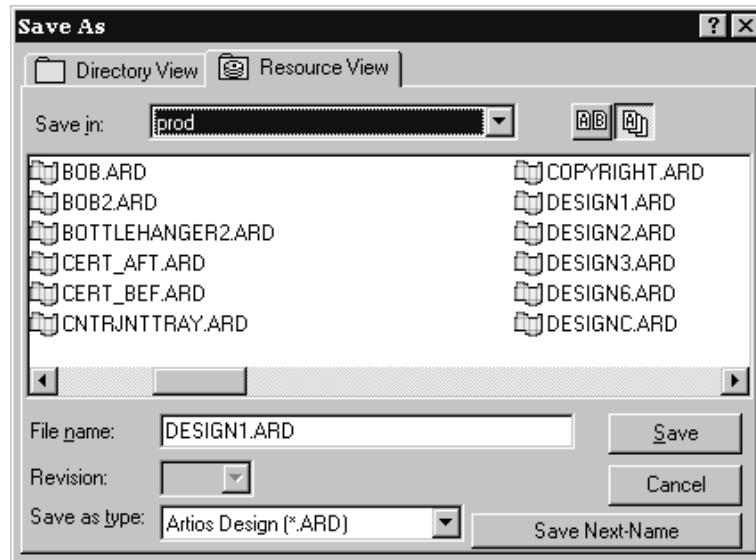 Save As
Directory View
Resource View
Save in:
prod
BOB.ARD
BOB2.ARD
BOTTLEHANGER2.ARD
CERT_AFT.ARD
CERT_BEF.ARD
CNTRJNTTRAY.ARD
COPYRIGHT.ARD
DESIGN1.ARD
DESIGN2.ARD
DESIGN3.ARD
DESIGN6.ARD
DESIGNC.ARD
File name:
DESIGN1.ARD
Save
Revision:
Cancel
Save as type:
Artios Design (*.ARD)
Save Next-Name